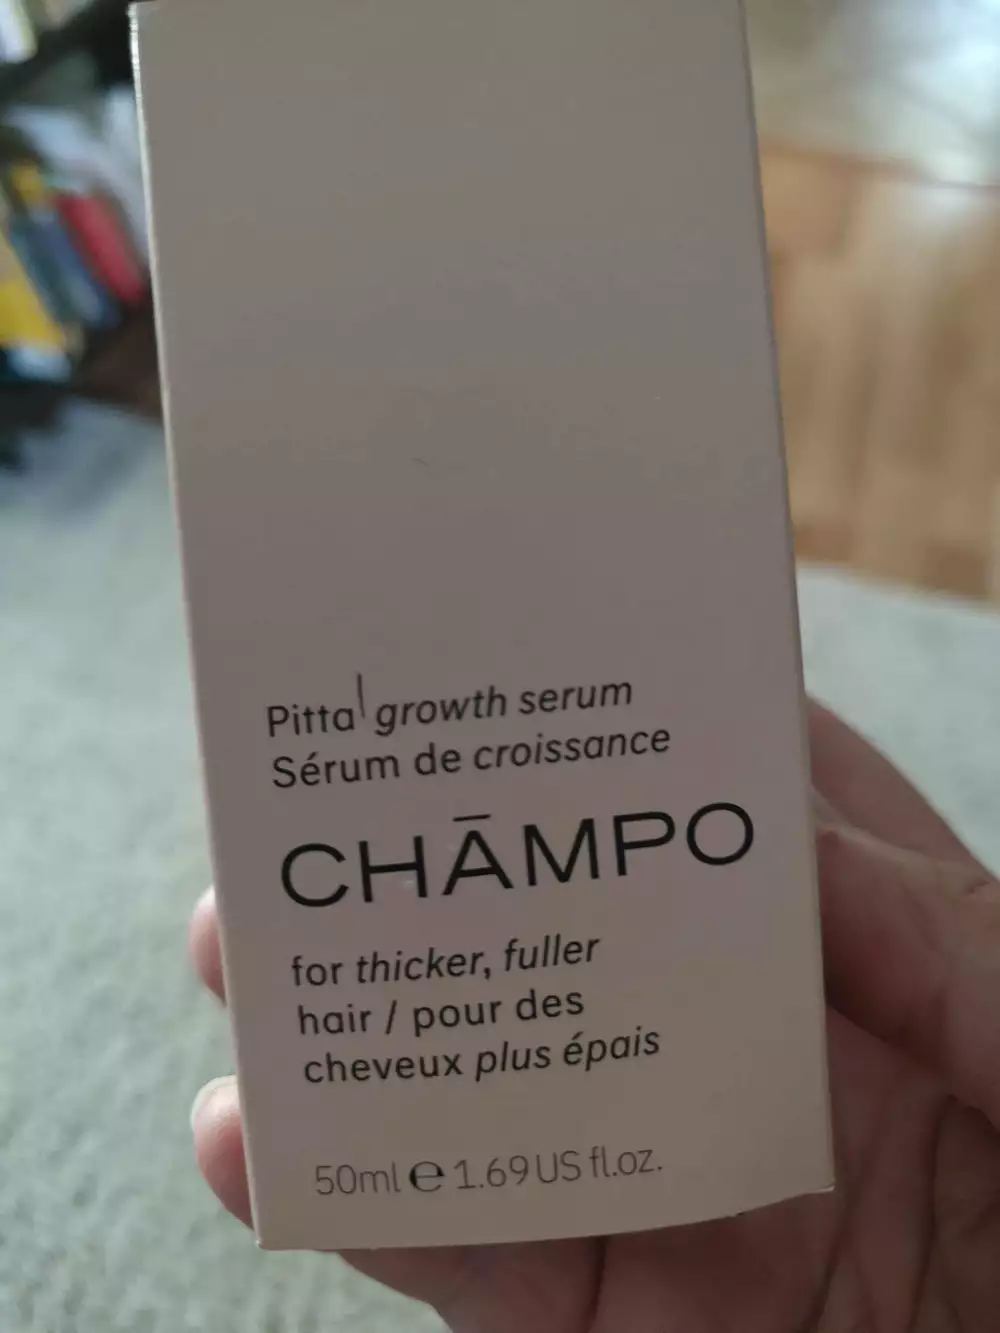 Pitta growth serum
Sérum de croissance
CHĀMPO
for thicker, fuller
hair / pour des
cheveux plus épais
50ml ℮ 1.69 US fl.oz.